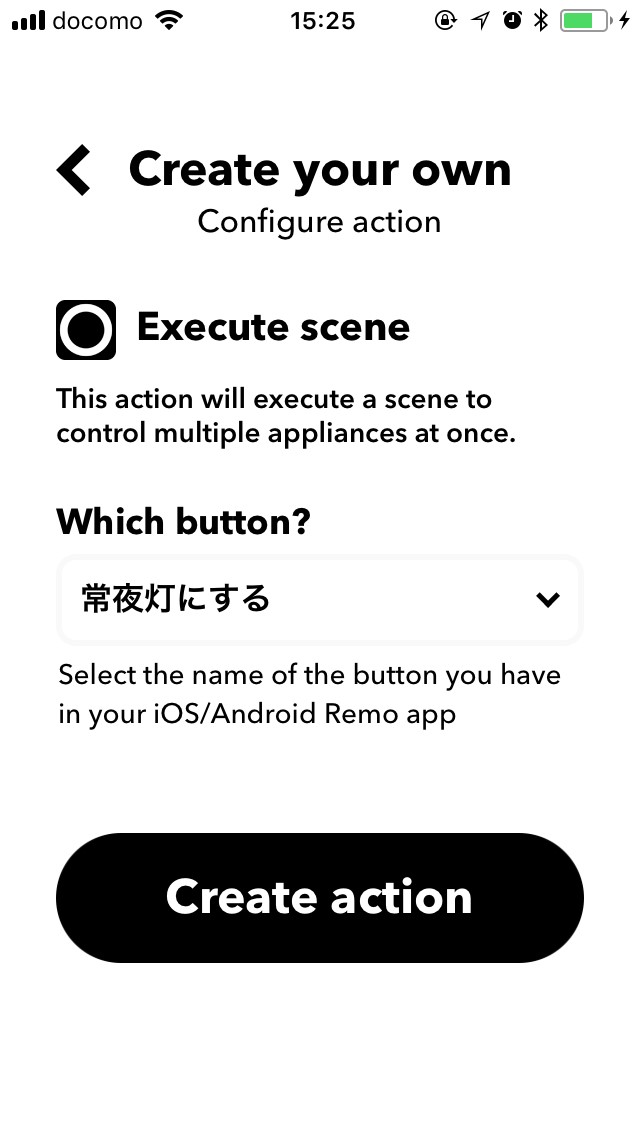 docomo 15:25
Create your own
Configure action
Execute scene
This action will execute a scene to
control multiple appliances at once.
Which button?
常夜灯にする
Select the name of the button you have
in your iOS/Android Remo app
Create action